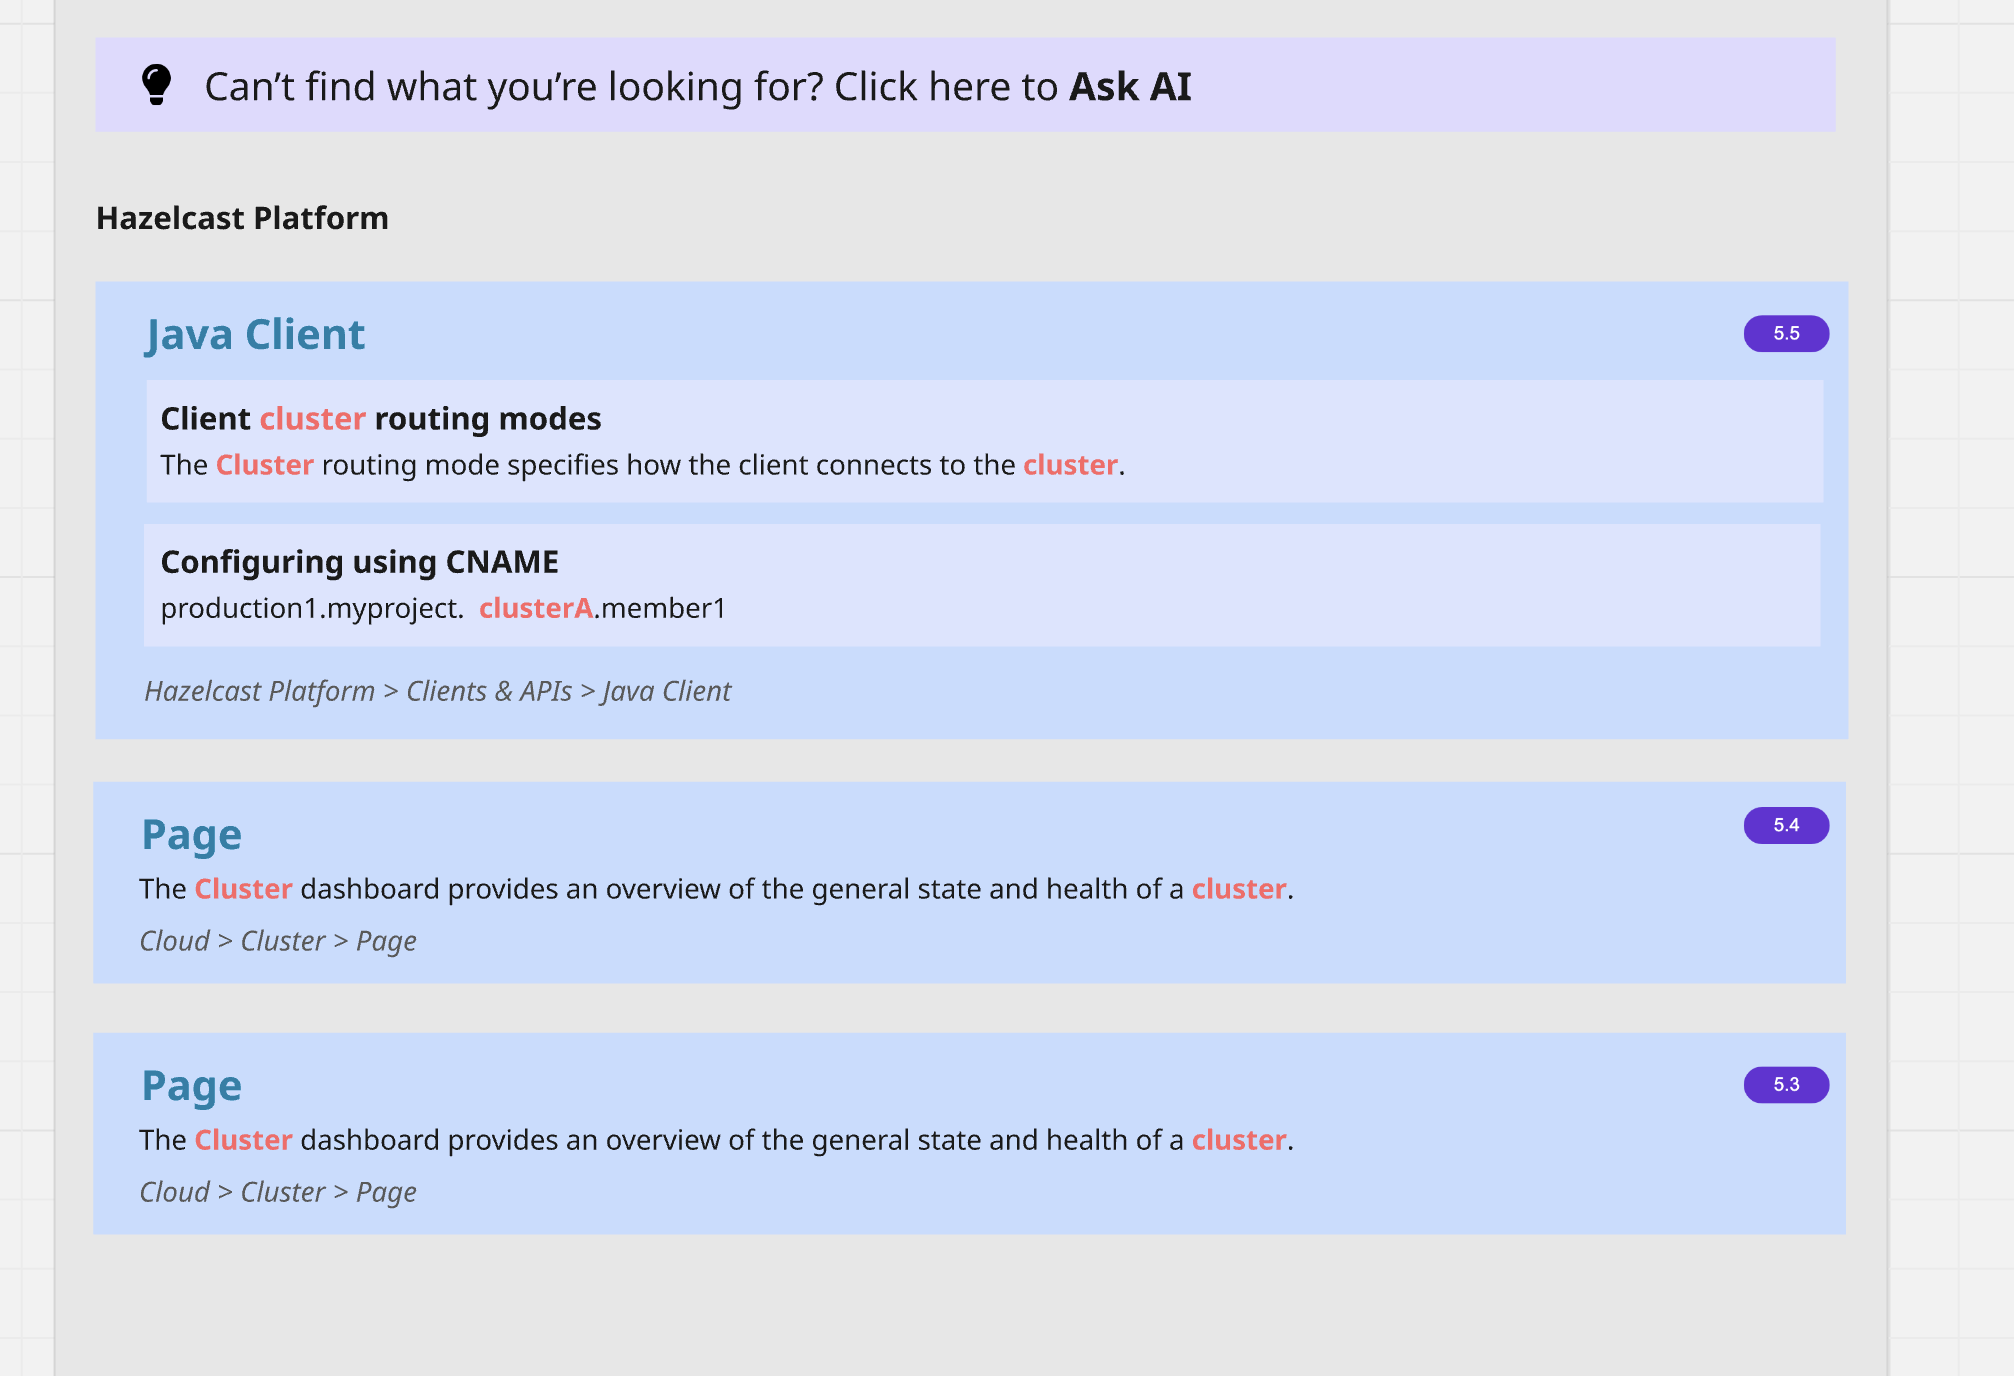 Can’t find what you’re looking for? Click here to Ask AI
Hazelcast Platform
Java Client
5.5
Client cluster routing modes
The Cluster routing mode specifies how the client connects to the cluster.
Configuring using CNAME
production1.myproject.  clusterA.member1
Hazelcast Platform > Clients & APIs > Java Client
Page
5.4
The Cluster dashboard provides an overview of the general state and health of a cluster.
Cloud > Cluster > Page
Page
5.3
The Cluster dashboard provides an overview of the general state and health of a cluster.
Cloud > Cluster > Page